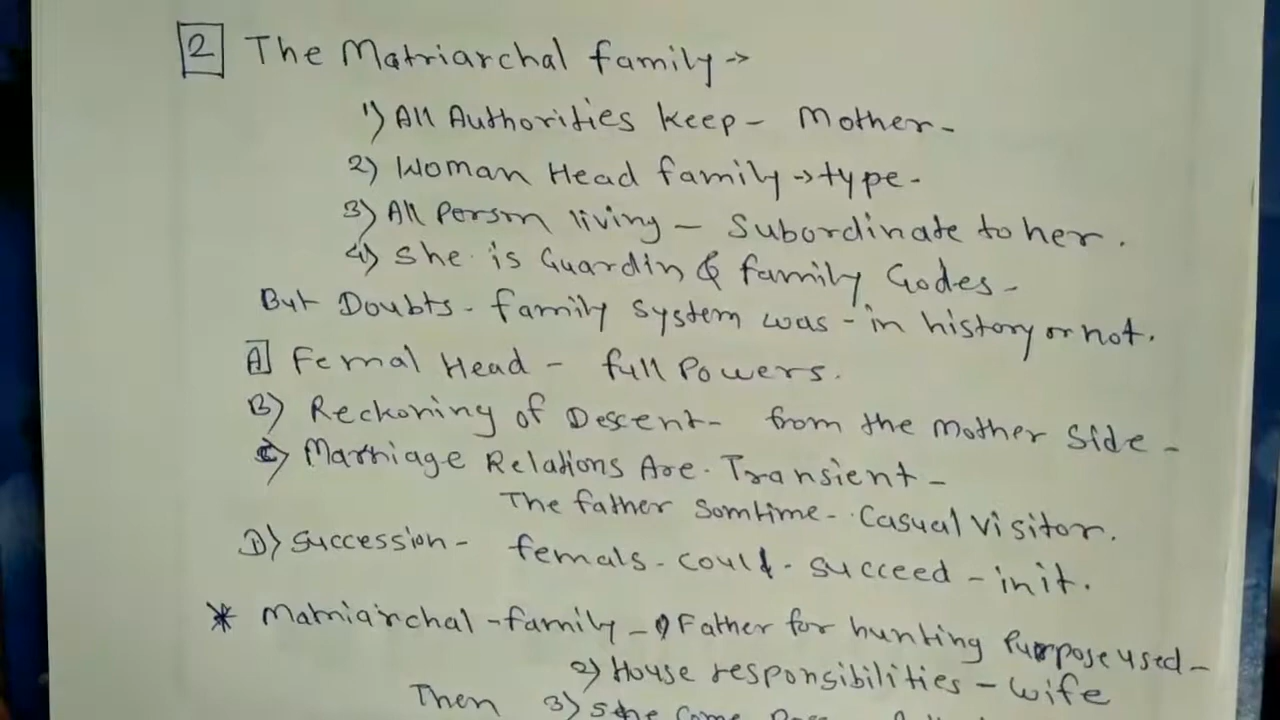 2 The Matriarchal family →
1) All Authorities keep - Mother -
2) Woman Head family → type -
3) All Person living - Subordinate to her.
4) She is Guardin & family Godes -
But Doubts - family system was - in history or not.
A Femal Head - full Powers.
B) Reckoning of Descent - from the mother side -
C) Marriage Relations Are - Transient -
The father Somtime - Casual visitor.
D) Succession - femals - could - succeed - in it.
* Matriarchal - family - 1) Father for hunting Purpose used -
2) House responsibilities - wife
Then 3) She Come